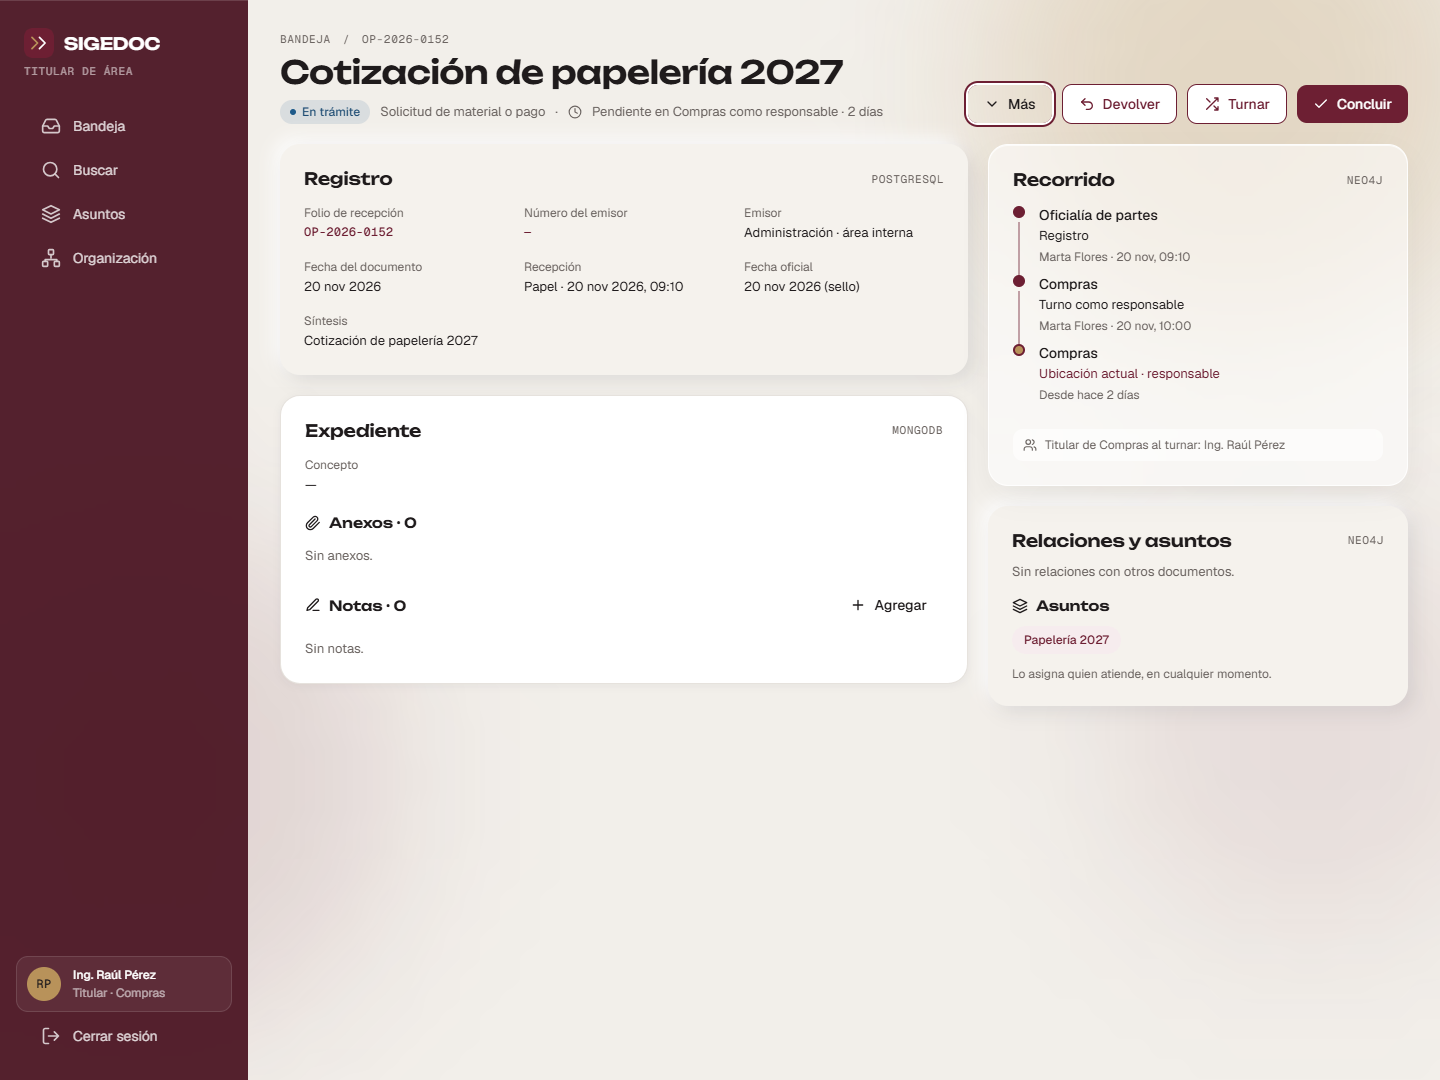 SIGEDOC
TITULAR DE ÁREA
Bandeja
Buscar
Asuntos
Organización
RP
Ing. Raúl Pérez
Titular · Compras
Cerrar sesión
BANDEJA / OP-2026-0152
Cotización de papelería 2027
En trámite Solicitud de material o pago · Pendiente en Compras como responsable · 2 días
Más
Devolver
Turnar
Concluir
Registro
POSTGRESQL
Folio de recepción
OP-2026-0152
Número del emisor
—
Emisor
Administración · área interna
Fecha del documento
20 nov 2026
Recepción
Papel · 20 nov 2026, 09:10
Fecha oficial
20 nov 2026 (sello)
Síntesis
Cotización de papelería 2027
Expediente
MONGODB
Concepto
—
Anexos · 0
Sin anexos.
Notas · 0
Agregar
Sin notas.
Recorrido
NEO4J
Oficialía de partes
Registro
Marta Flores · 20 nov, 09:10
Compras
Turno como responsable
Marta Flores · 20 nov, 10:00
Compras
Ubicación actual · responsable
Desde hace 2 días
Titular de Compras al turnar: Ing. Raúl Pérez
Relaciones y asuntos
NEO4J
Sin relaciones con otros documentos.
Asuntos
Papelería 2027
Lo asigna quien atiende, en cualquier momento.